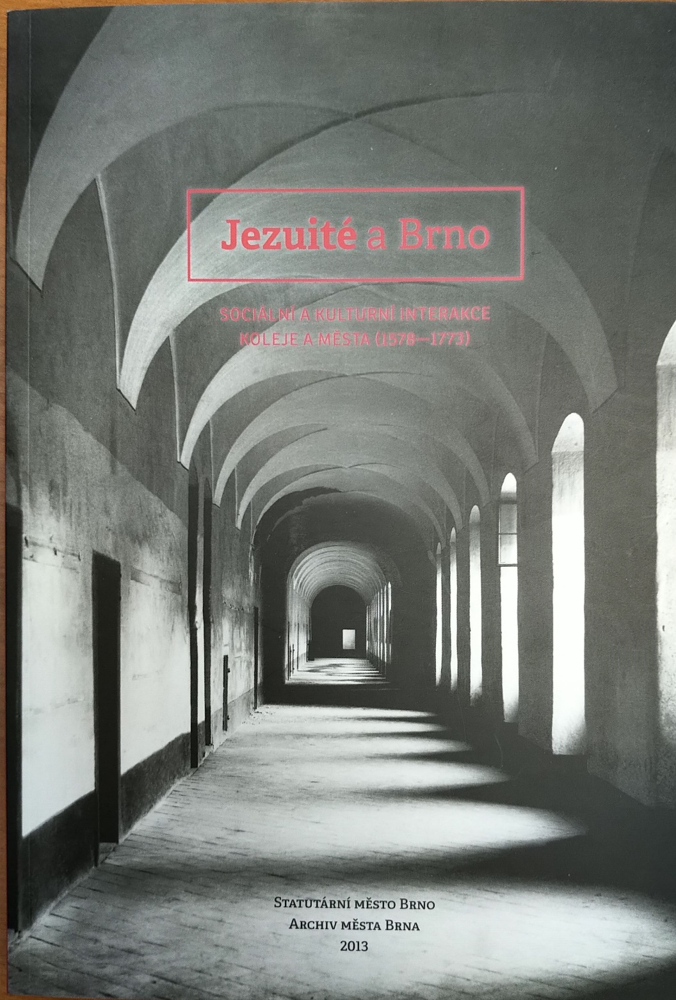 Jezuité a Brno
SOCIÁLNÍ A KULTURNÍ INTERAKCE
KOLEJE A MĚSTA (1578—1773)
STATUTÁRNÍ MĚSTO BRNO
ARCHIV MĚSTA BRNA
2013